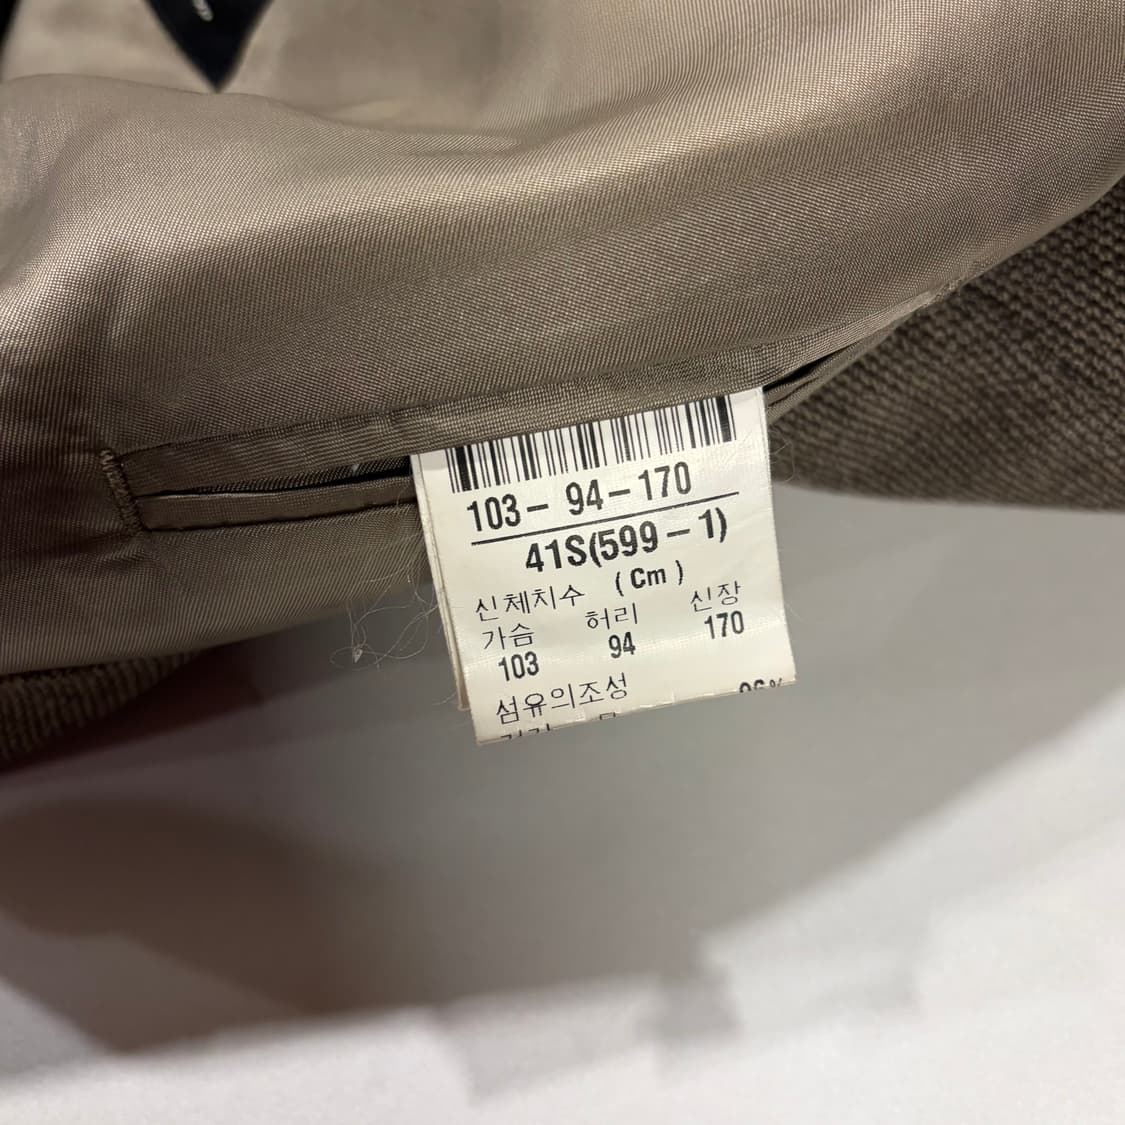 103- 94-170
41S(599-1)
(Cm)
신체치수
가슴 허리 신장
103 94 170
섬유의조성